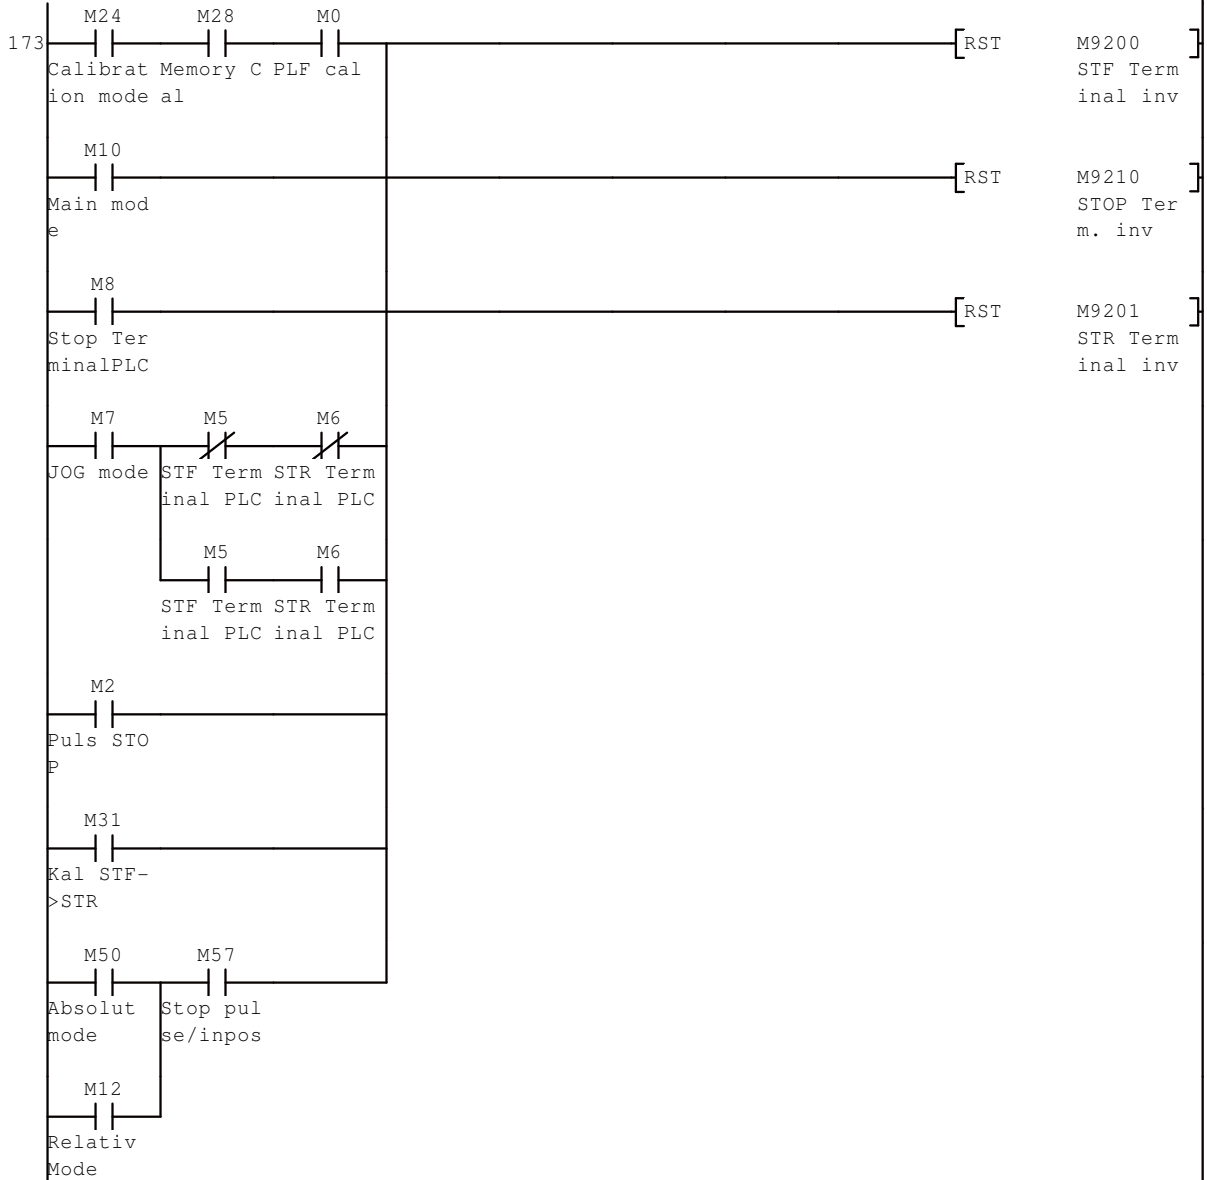 M24 M28 M0
173 RST M9200
Calibrat Memory C PLF cal STF Term
ion mode al inal inv
M10
RST M9210
Main mod STOP Ter
e m. inv
M8
RST M9201
Stop Ter STR Term
minalPLC inal inv
M7 M5 M6
JOG mode STF Term STR Term
inal PLC inal PLC
M5 M6
STF Term STR Term
inal PLC inal PLC
M2
Puls STO
P
M31
Kal STF-
>STR
M50 M57
Absolut Stop pul
mode se/inpos
M12
Relativ
Mode